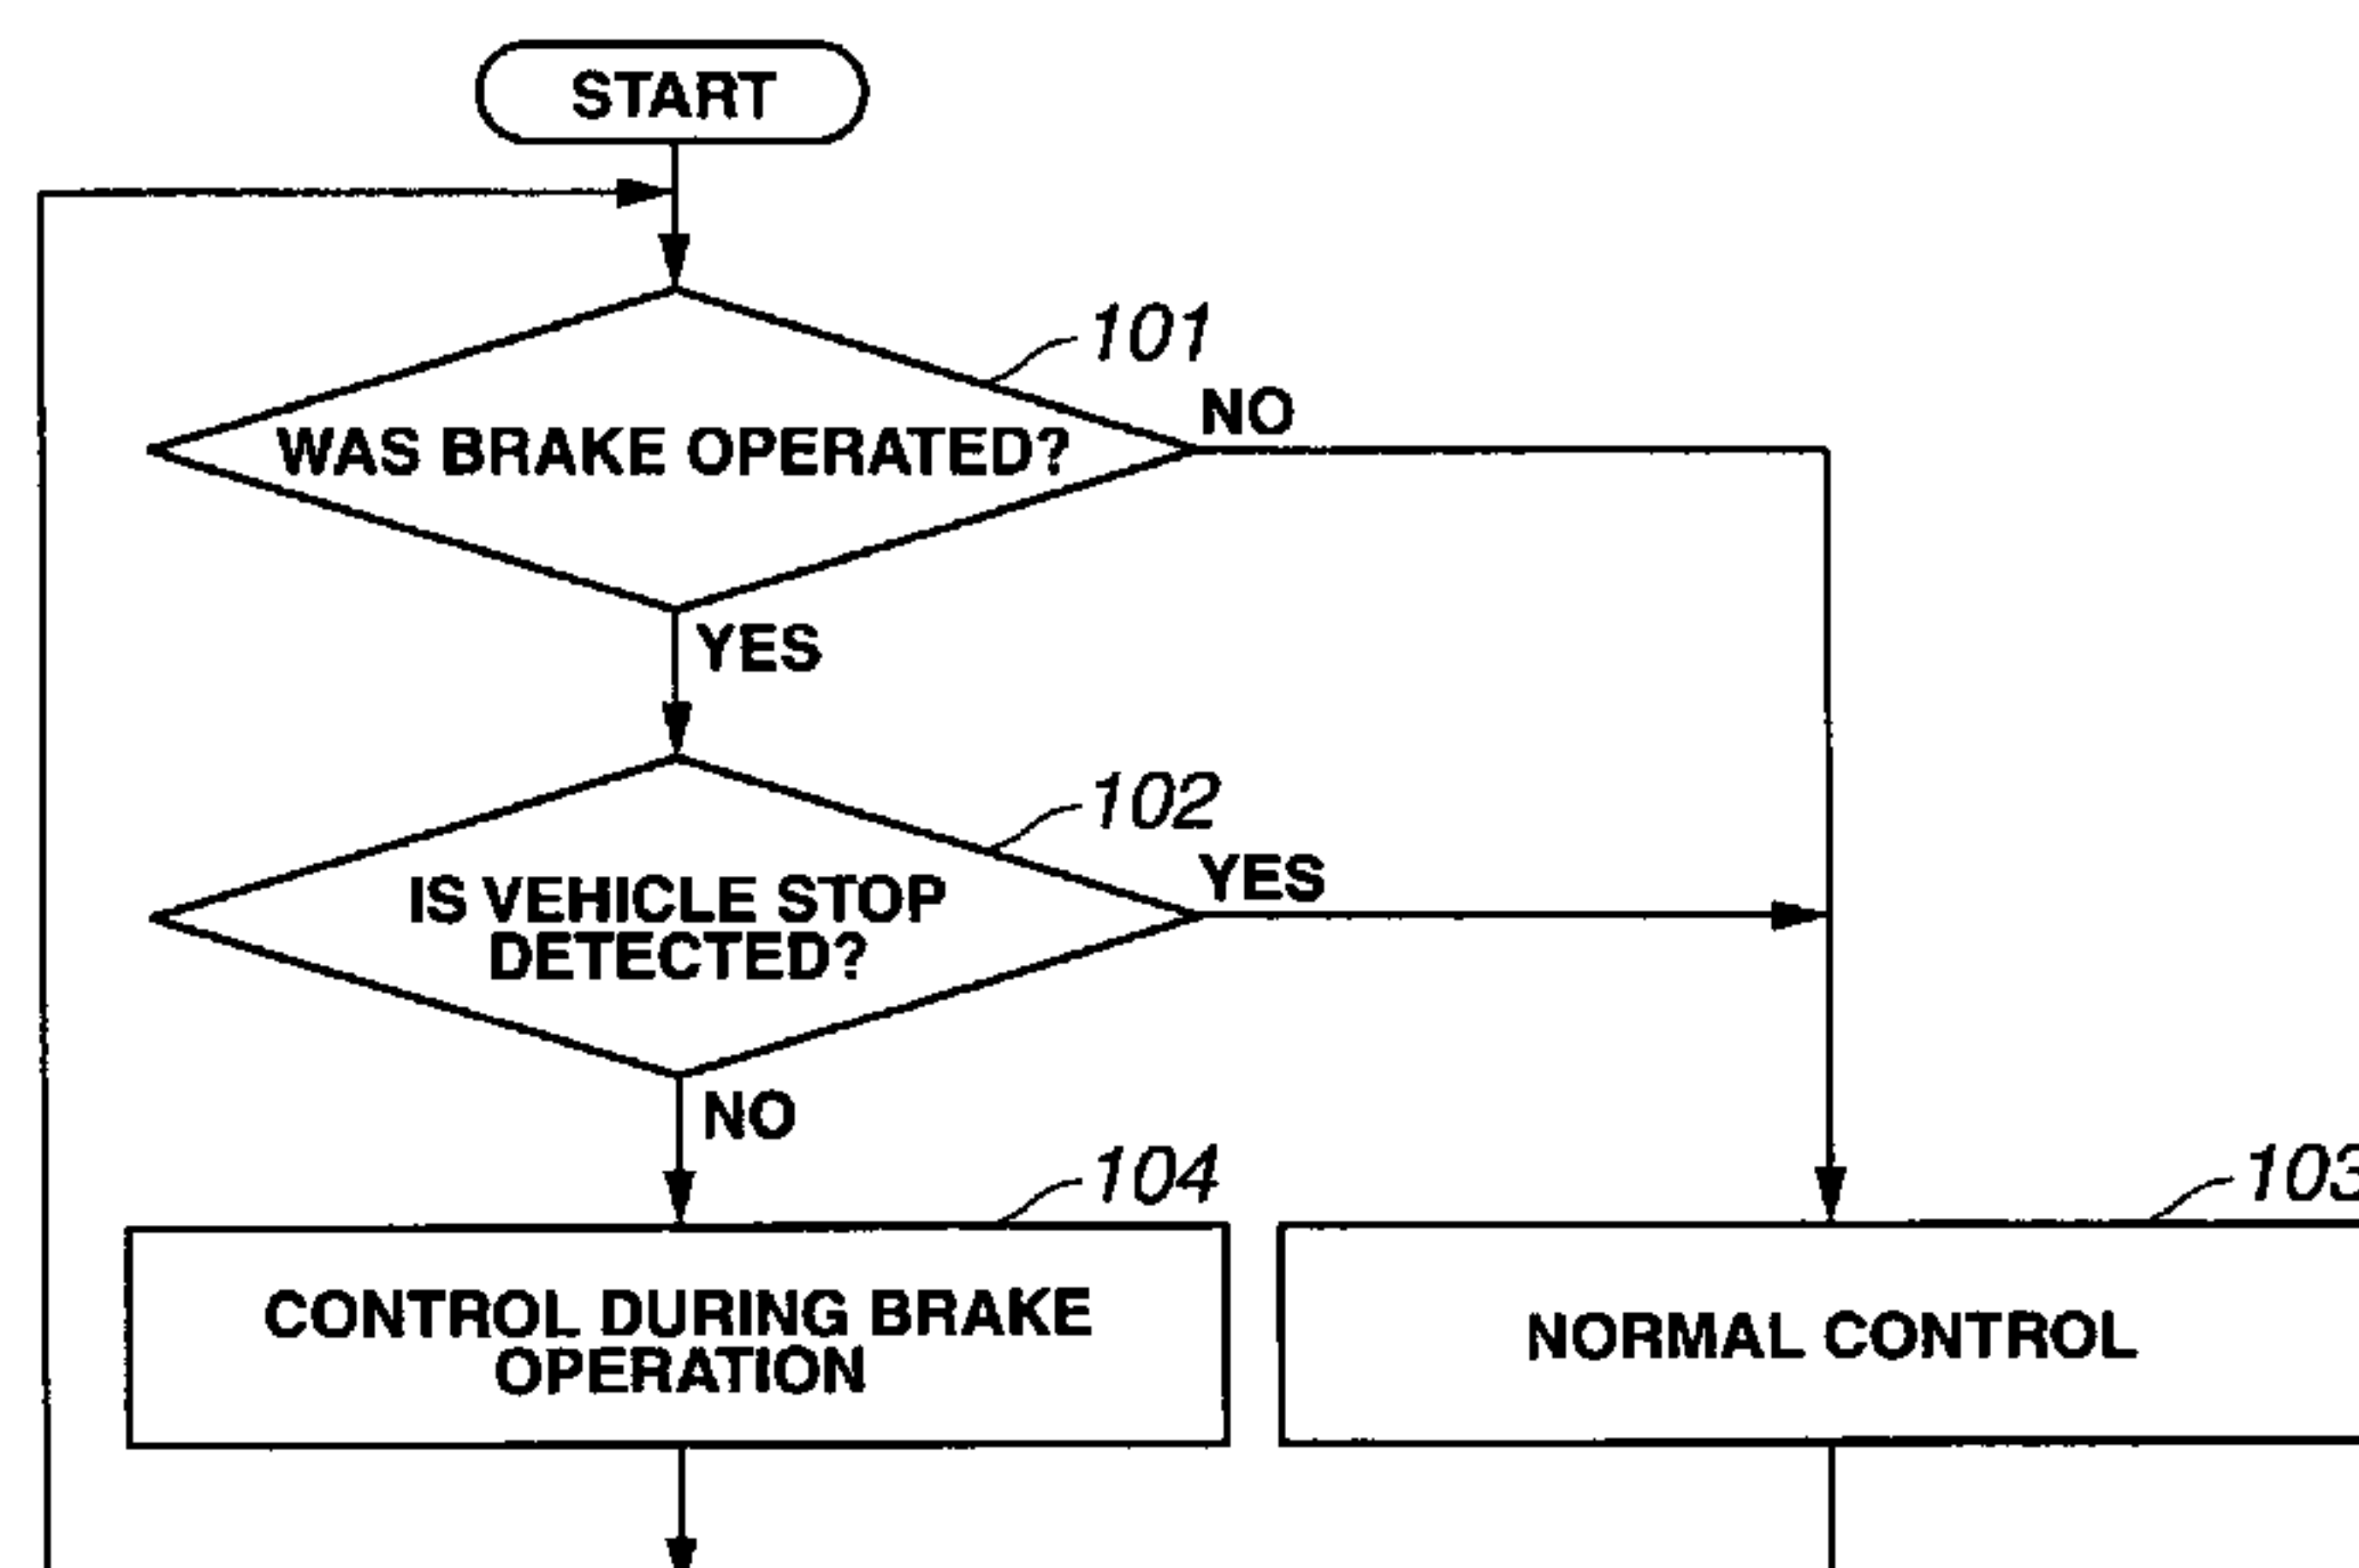 START
101
NO
WAS BRAKE OPERATED?
YES
102
YES
IS VEHICLE STOP
DETECTED?
NO
104
103
CONTROL DURING BRAKE
OPERATION
NORMAL CONTROL